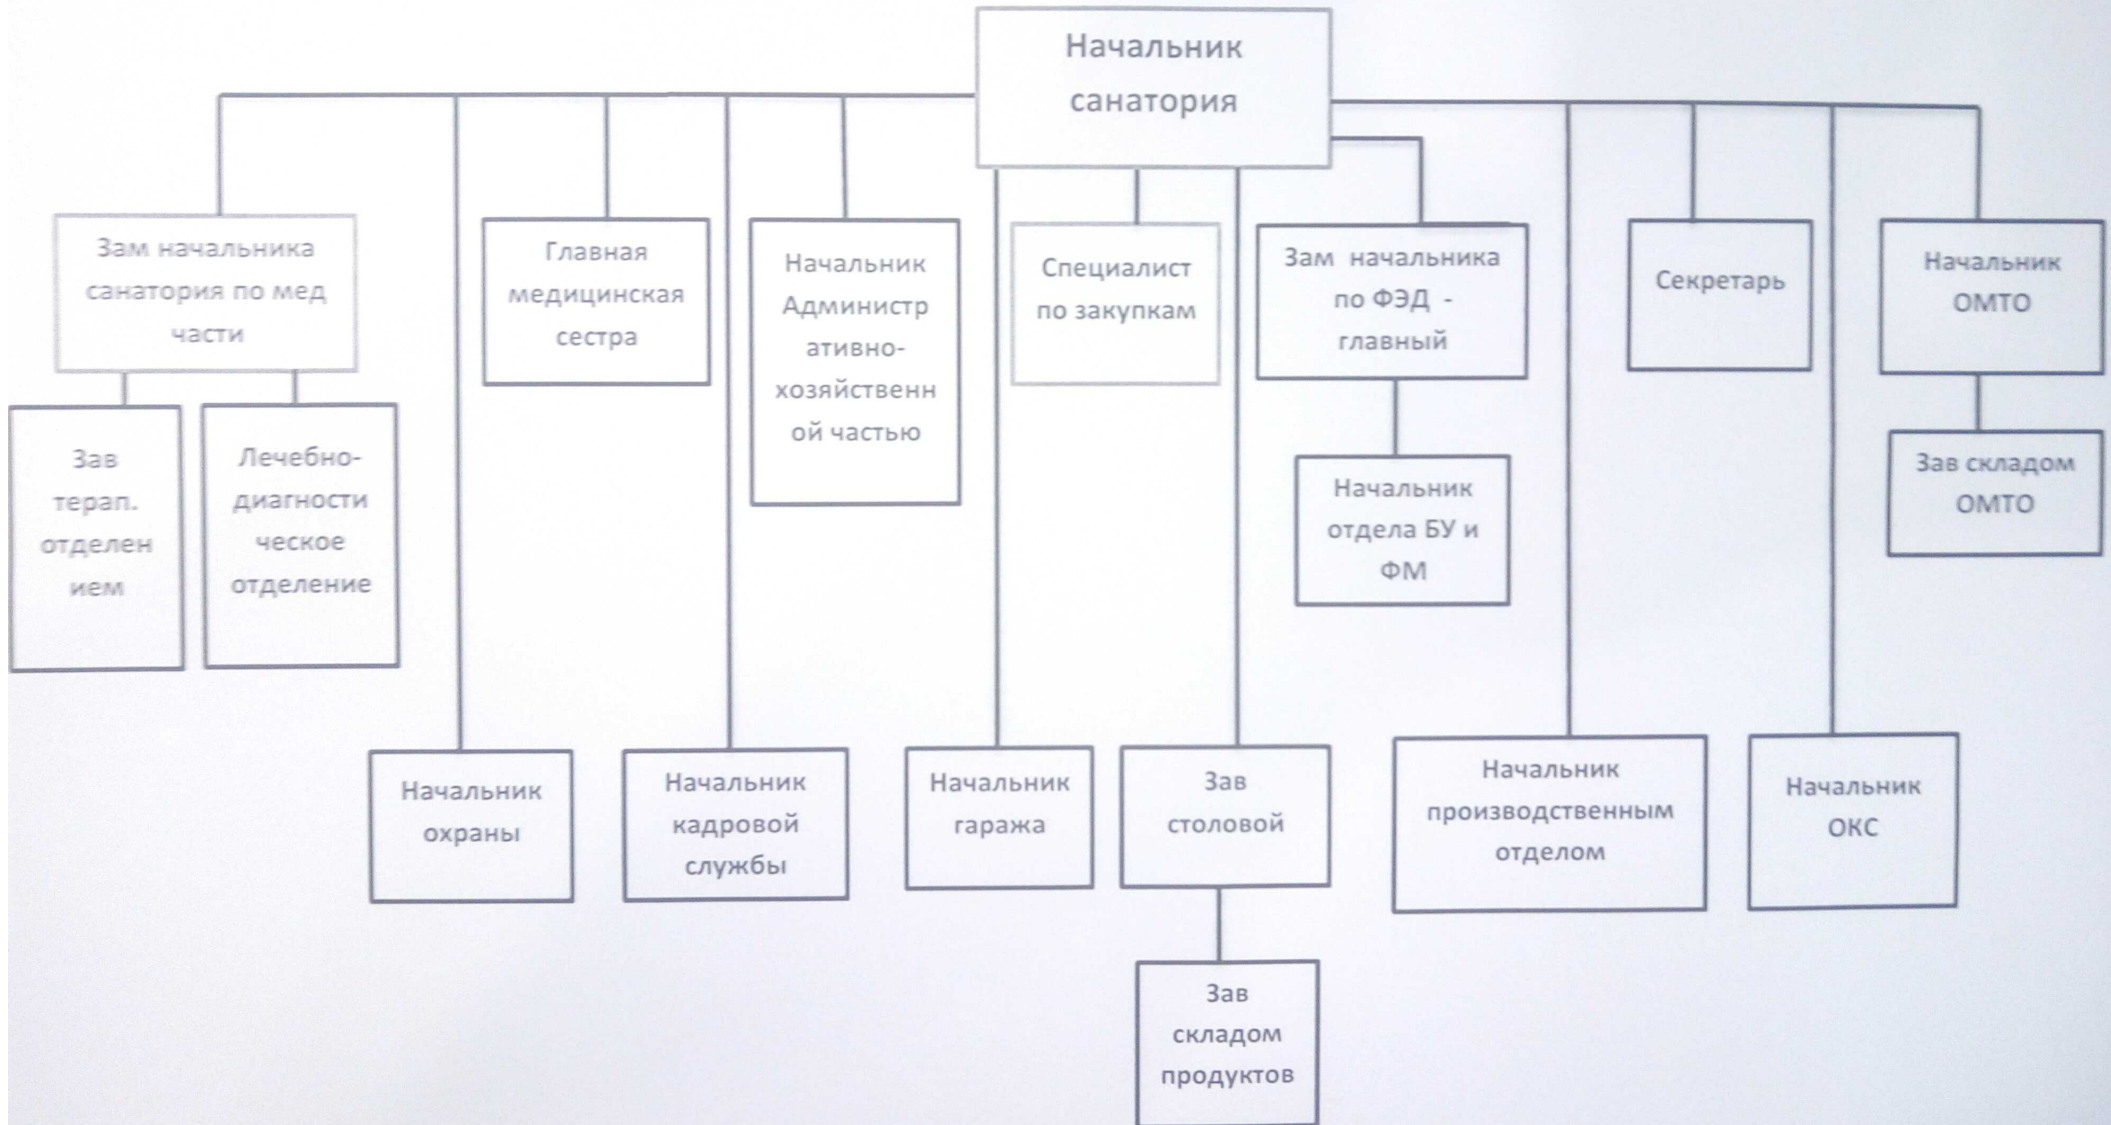 Начальник
санатория
Зам начальника
санатория по мед
части
Главная
медицинская
сестра
Начальник
Администр
ативно-
хозяйственн
ой частью
Специалист
по закупкам
Зам начальника
по ФЭД -
главный
Секретарь
Начальник
ОМТО
Зав
терап.
отделен
ием
Лечебно-
диагности
ческое
отделение
Начальник
отдела БУ и
ФМ
Зав складом
ОМТО
Начальник
охраны
Начальник
кадровой
службы
Начальник
гаража
Зав
столовой
Начальник
производственным
отделом
Начальник
ОКС
Зав
складом
продуктов